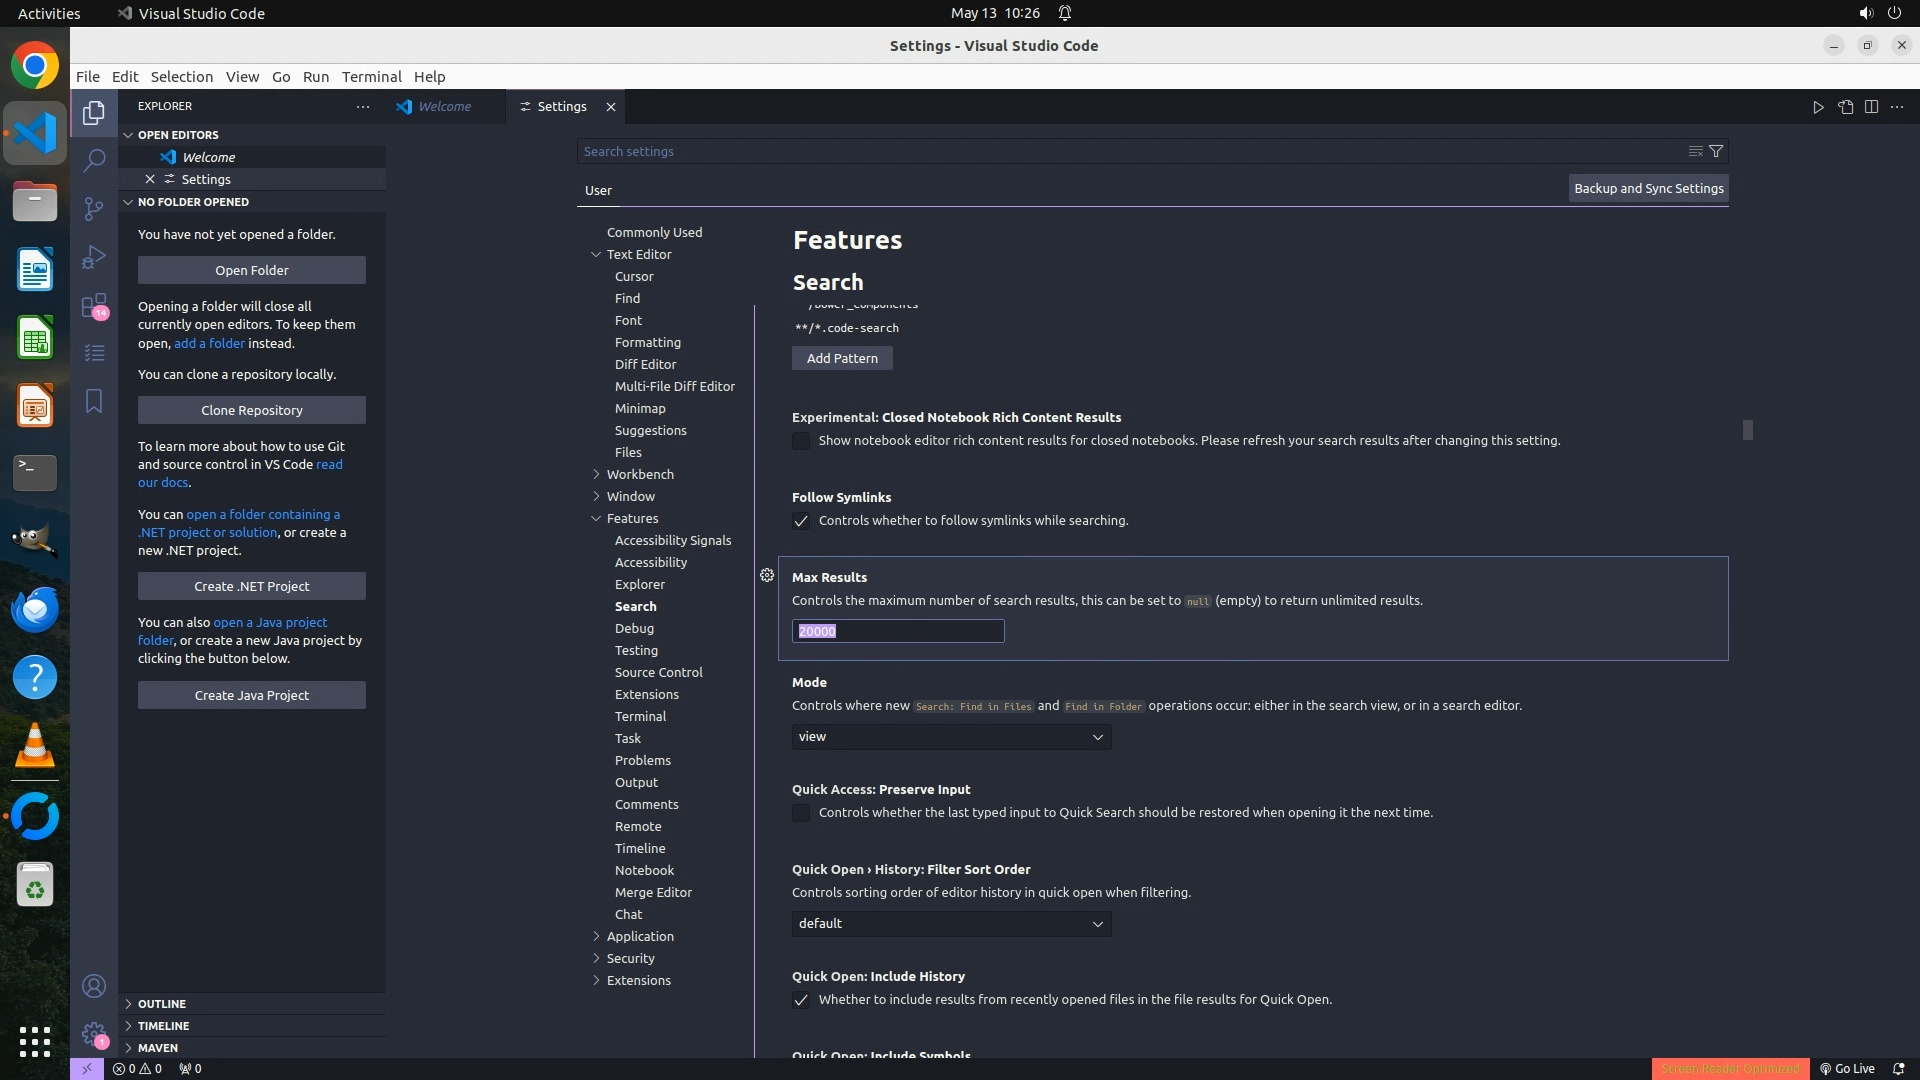 Activities
Visual Studio Code
May 13 10:26
Settings - Visual Studio Code
File Edit Selection View Go Run Terminal Help
EXPLORER
Welcome
Settings
OPEN EDITORS
Welcome
Settings
NO FOLDER OPENED
You have not yet opened a folder.
Open Folder
Opening a folder will close all
currently open editors. To keep them
open, add a folder instead.
You can clone a repository locally.
Clone Repository
To learn more about how to use Git
and source control in VS Code read
our docs.
You can open a folder containing a
.NET project or solution, or create a
new .NET project.
Create .NET Project
You can also open a Java project
folder, or create a new Java project by
clicking the button below.
Create Java Project
OUTLINE
TIMELINE
MAVEN
14
1
Search settings
User
Backup and Sync Settings
Commonly Used
Text Editor
Cursor
Find
Font
Formatting
Diff Editor
Multi-File Diff Editor
Minimap
Suggestions
Files
Workbench
Window
Features
Accessibility Signals
Accessibility
Explorer
Search
Debug
Testing
Source Control
Extensions
Terminal
Task
Problems
Output
Comments
Remote
Timeline
Notebook
Merge Editor
Chat
Application
Security
Extensions
Features
Search
/bower_components
**/*.code-search
Add Pattern
Experimental: Closed Notebook Rich Content Results
Show notebook editor rich content results for closed notebooks. Please refresh your search results after changing this setting.
Follow Symlinks
Controls whether to follow symlinks while searching.
Max Results
Controls the maximum number of search results, this can be set to null (empty) to return unlimited results.
20000
Mode
Controls where new Search: Find in Files and Find in Folder operations occur: either in the search view, or in a search editor.
view
Quick Access: Preserve Input
Controls whether the last typed input to Quick Search should be restored when opening it the next time.
Quick Open › History: Filter Sort Order
Controls sorting order of editor history in quick open when filtering.
default
Quick Open: Include History
Whether to include results from recently opened files in the file results for Quick Open.
Quick Open: Include Symbols
0 0 0
Screen Reader Optimized
Go Live